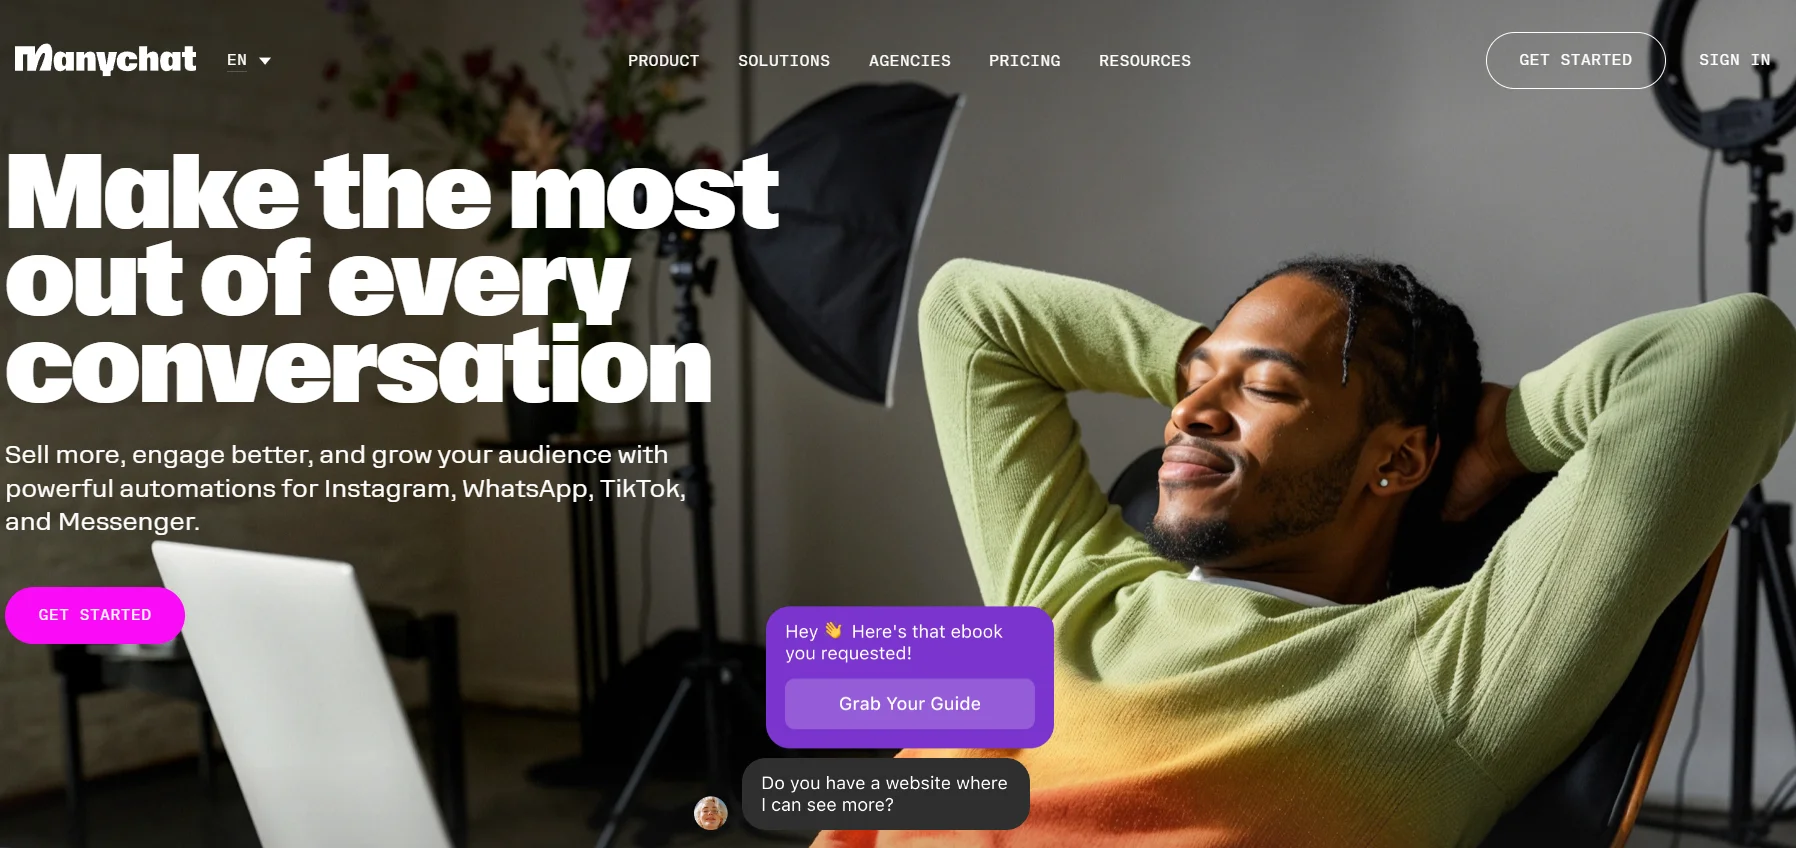 Manychat
EN
PRODUCT
SOLUTIONS
AGENCIES
PRICING
RESOURCES
GET STARTED
SIGN IN
Make the most
out of every
conversation
Sell more, engage better, and grow your audience with
powerful automations for Instagram, WhatsApp, TikTok,
and Messenger.
GET STARTED
Hey 👋 Here's that ebook
you requested!
Grab Your Guide
Do you have a website where
I can see more?